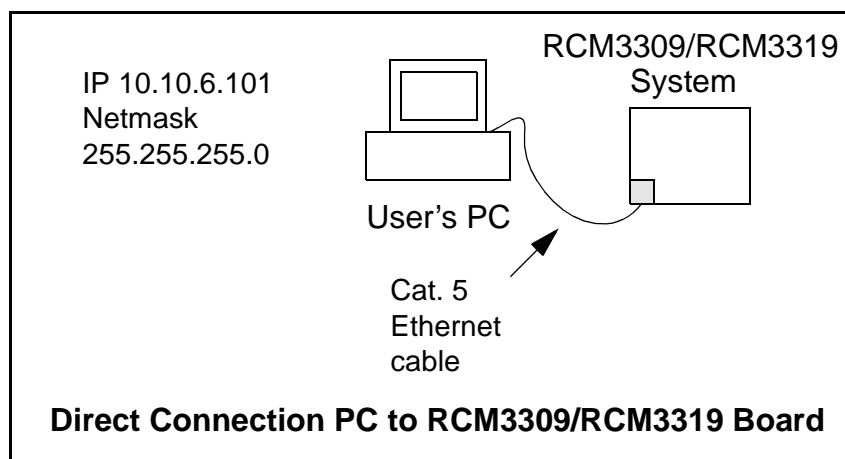 RCM3309/RCM3319
System
IP 10.10.6.101
Netmask
255.255.255.0
User's PC
Cat. 5
Ethernet
cable
Direct Connection PC to RCM3309/RCM3319 Board